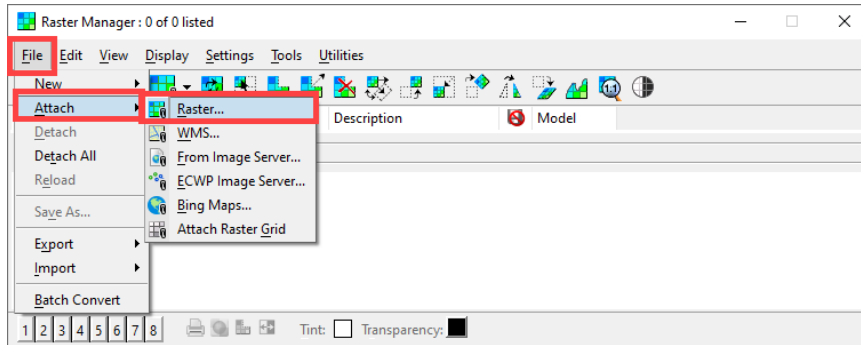 Raster Manager : 0 of 0 listed
File Edit View Display Settings Tools Utilities
New
Attach
Detach
Detach All
Reload
Save As...
Export
Import
Batch Convert
Raster...
WMS...
From Image Server...
ECWP Image Server...
Bing Maps...
Attach Raster Grid
1:1
Description Model
1 2 3 4 5 6 7 8 Tint: Transparency: